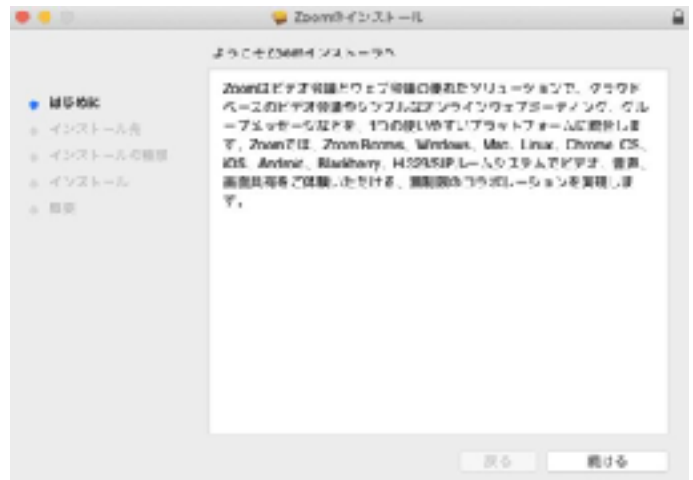 Zoomのインストール
ようこそZoomインストーラへ
はじめに
インストール先
インストールの種類
インストール
概要
Zoomはビデオ会議とウェブ会議の優れたソリューションで、クラウド
ベースのビデオ会議やシンプルなオンラインウェブミーティング、グル
ープメッセージなどを、1つの使いやすいプラットフォームに統合しま
す。Zoomでは、Zoom Rooms、Windows、Mac、Linux、Chrome OS、
iOS、Android、Blackberry、H.323/SIPルームシステムでビデオ、音声、
画面共有をご体験いただける、無制限のコラボレーションを実現しま
す。
戻る
続ける